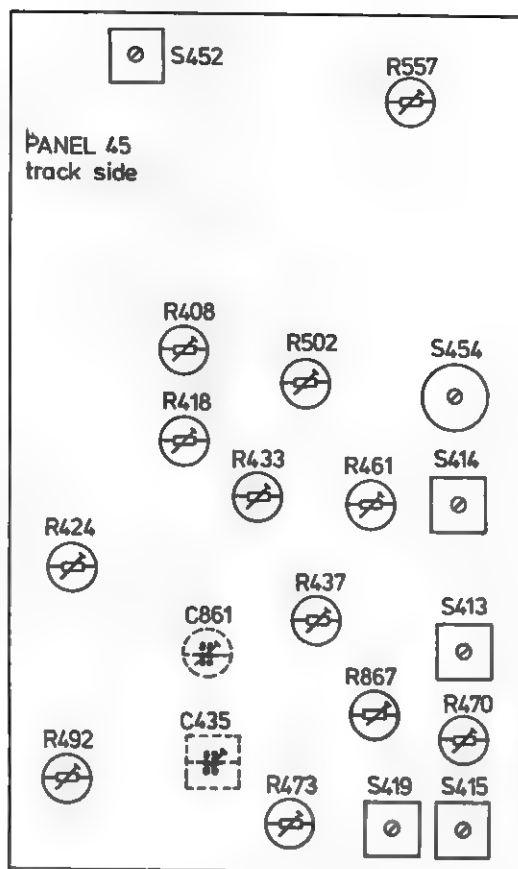 S452
R557
PANEL 45
track side
R408
R502
S454
R418
R433
R461
S414
R424
R437
C861
S413
R867
R470
C435
R492
R473
S419
S415